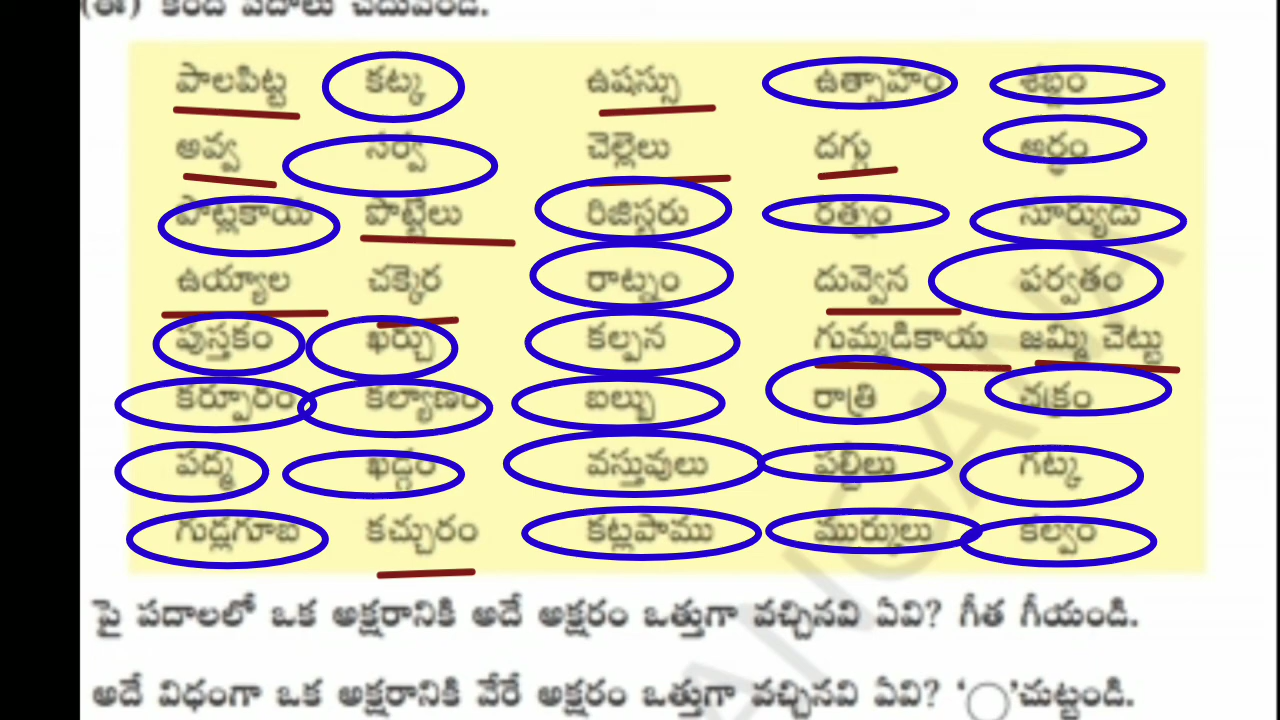 (ఈ) కింది పదాలు చదువండి.
పాలపిట్ట కట్క ఉషస్సు ఉత్సాహం శబ్దం
అవ్వ సర్వ చెల్లెలు దగ్గు అర్ధం
పొట్లకాయ పొట్టేలు రిజిస్టరు రత్నం సూర్యుడు
ఉయ్యాల చక్కెర రాట్నం దువ్వెన పర్వతం
పుస్తకం ఖర్చు కల్పన గుమ్మడికాయ జమ్మి చెట్టు
కర్పూరం కల్యాణం బల్బు రాత్రి చక్రం
పద్మ ఖడ్గం వస్తువులు పల్టీలు గట్క
గుడ్లగూబ కచ్చురం కట్లపాము ముర్కులు కల్వం
పై పదాలలో ఒక అక్షరానికి అదే అక్షరం ఒత్తుగా వచ్చినవి ఏవి? గీత గీయండి.
అదే విధంగా ఒక అక్షరానికి వేరే అక్షరం ఒత్తుగా వచ్చినవి ఏవి? '○'చుట్టండి.